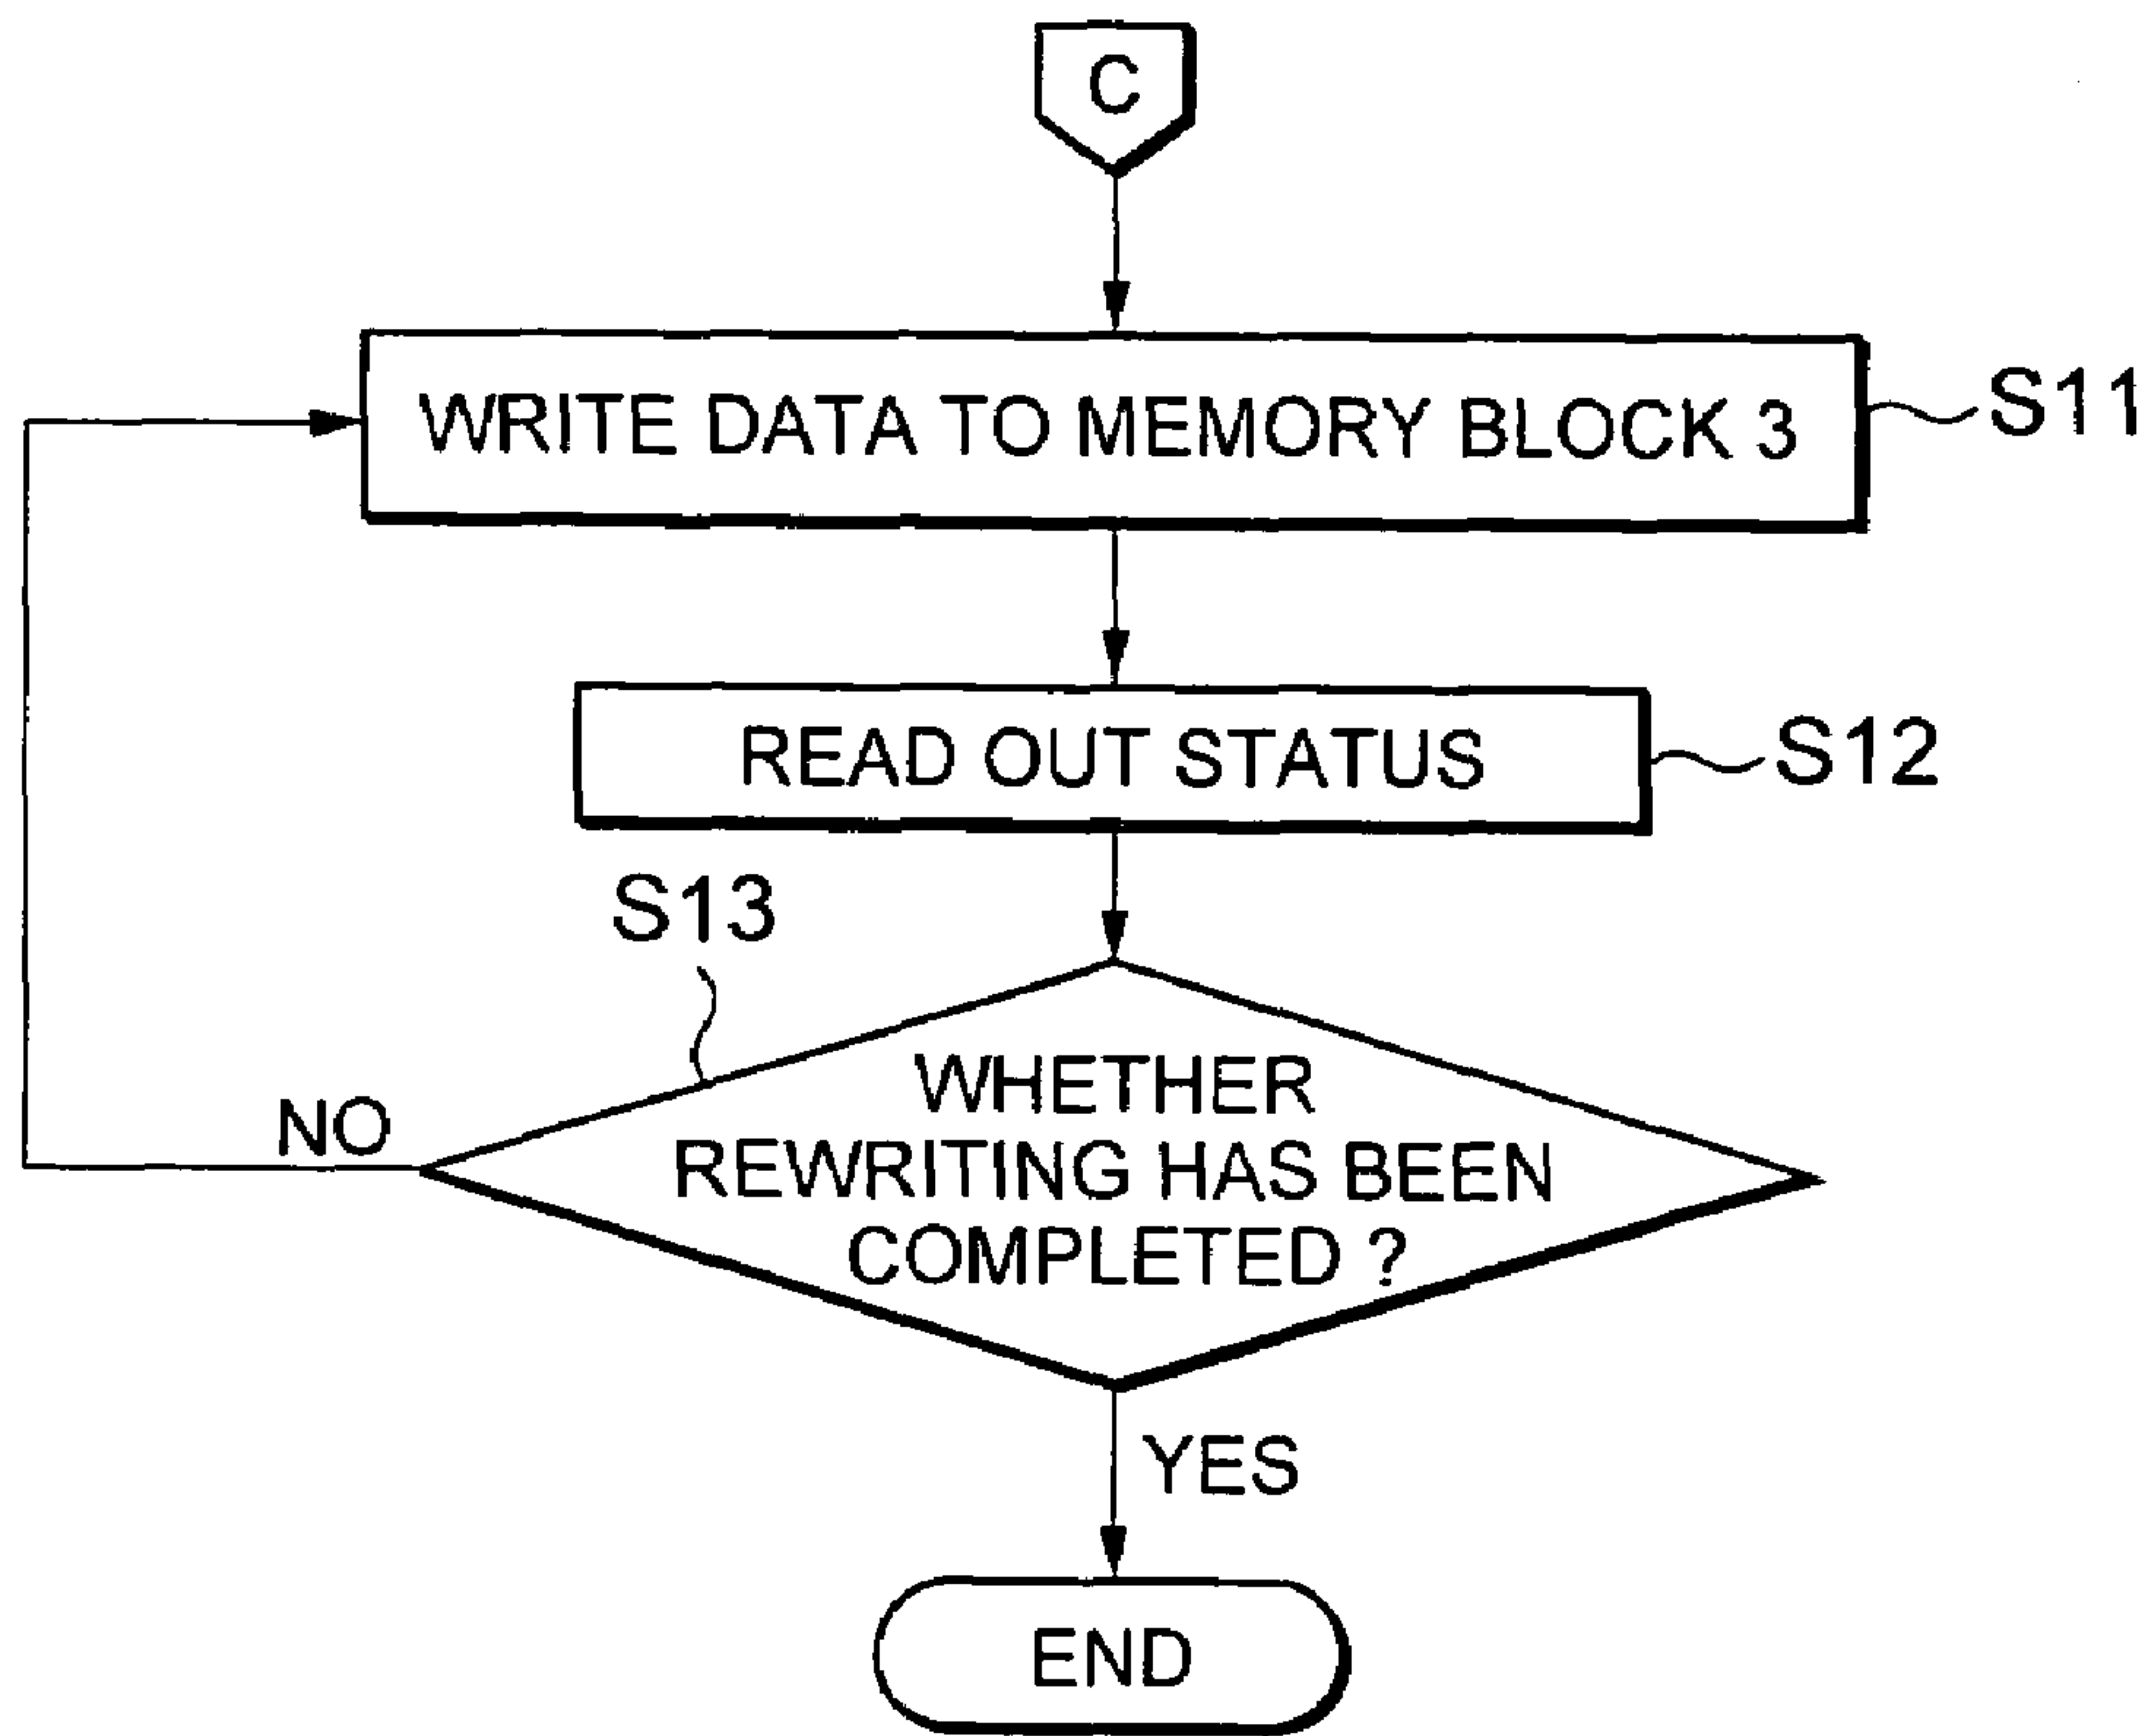 C
WRITE DATA TO MEMORY BLOCK 3
S11
READ OUT STATUS
S12
S13
WHETHER
REWRITING HAS BEEN
COMPLETED ?
NO
YES
END